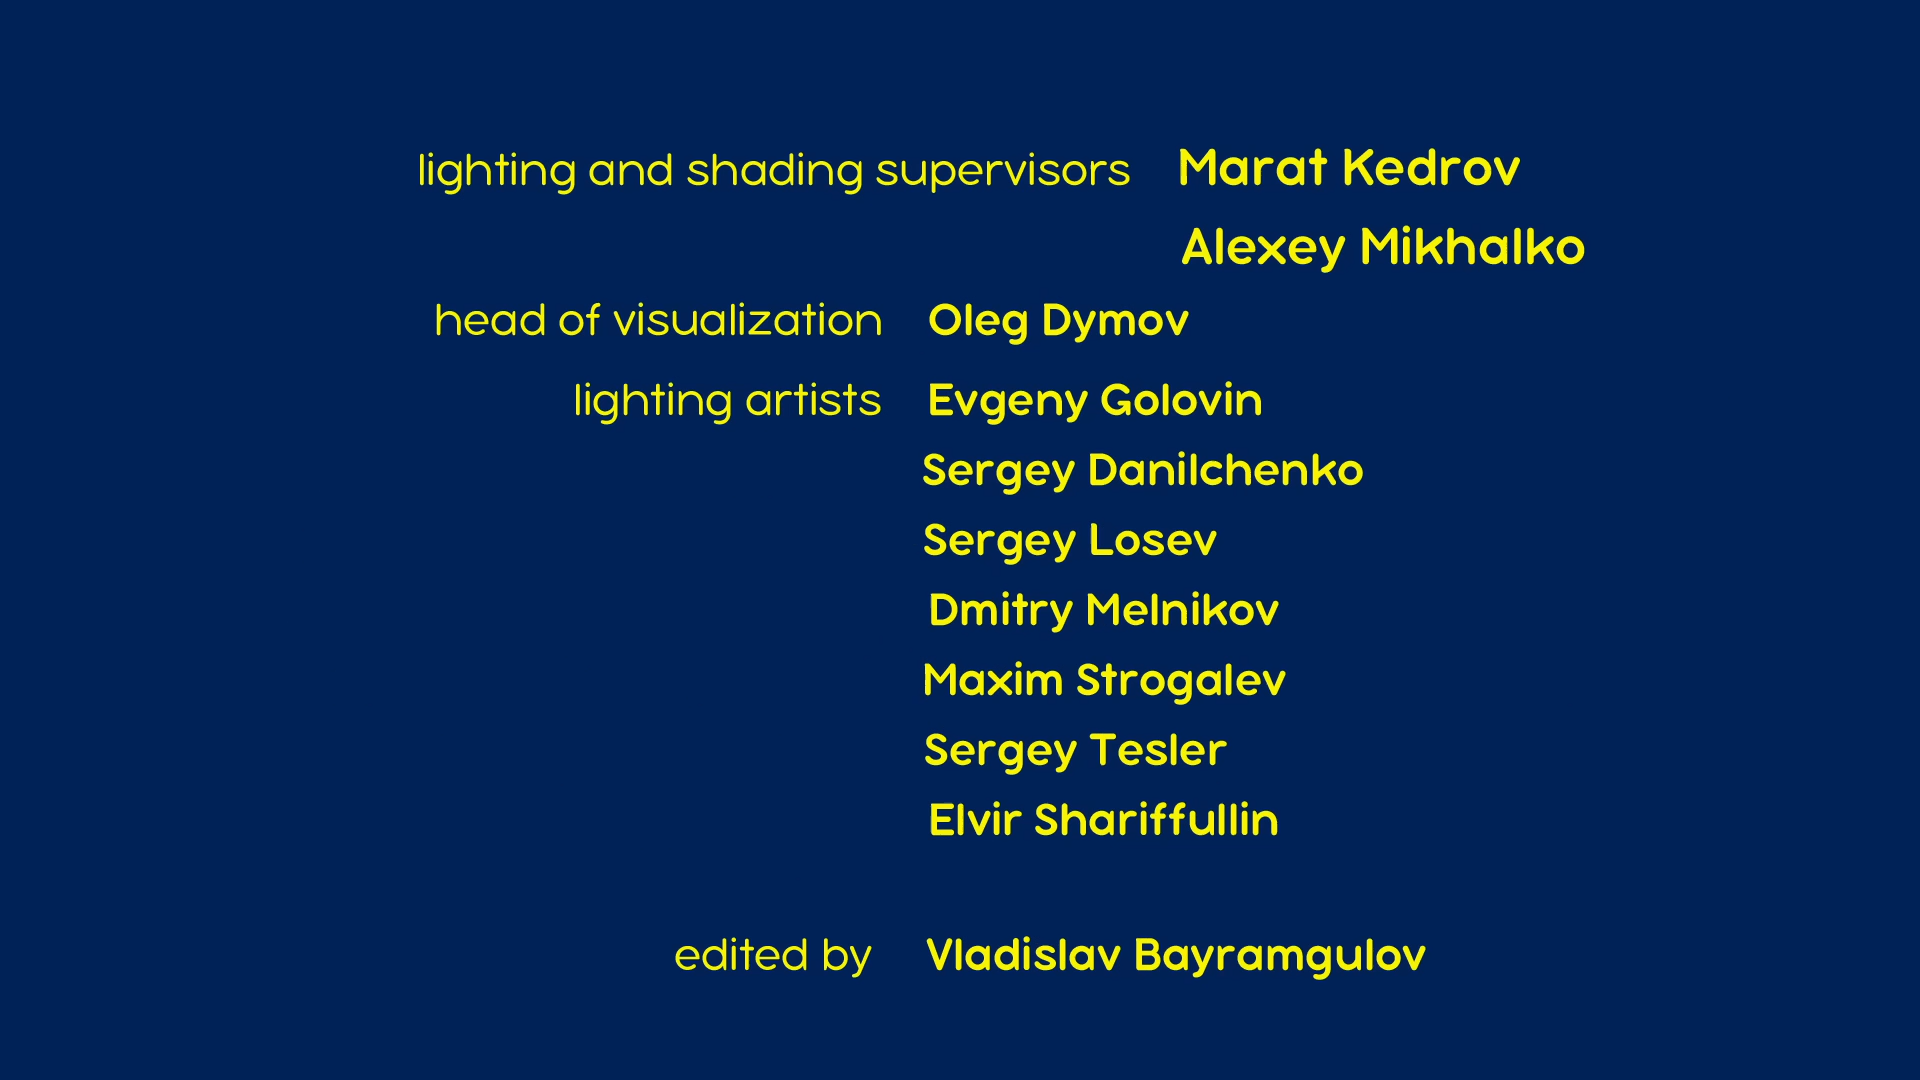 lighting and shading supervisors Marat Kedrov
Alexey Mikhalko
head of visualization Oleg Dymov
lighting artists Evgeny Golovin
Sergey Danilchenko
Sergey Losev
Dmitry Melnikov
Maxim Strogalev
Sergey Tesler
Elvir Shariffullin
edited by Vladislav Bayramgulov